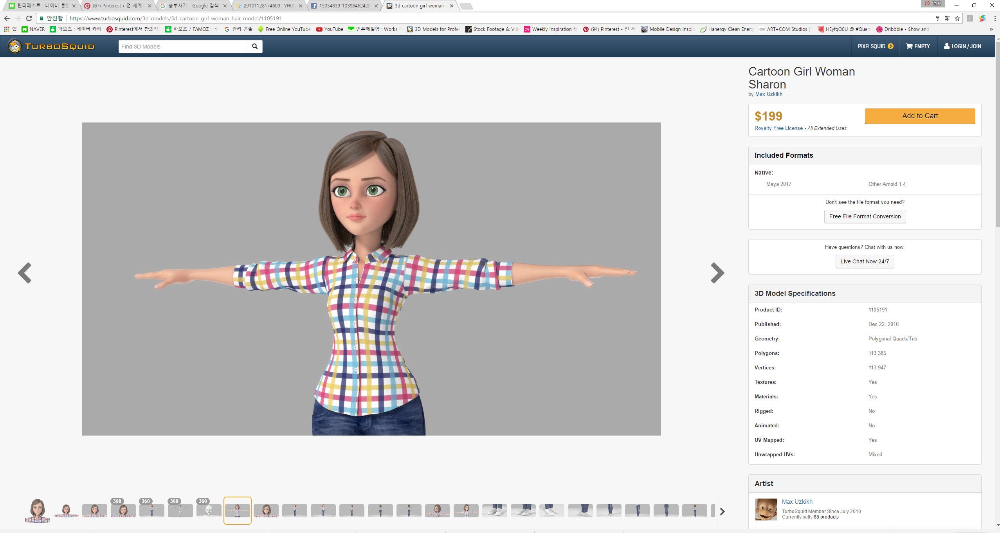 핀터레스트 : 네이버 통합
(67) Pinterest • 전 세계의
승부차기 - Google 검색
20101128174609__YH0C
15034639_10396462428
3d cartoon girl woman
정환
안전함 https://www.turbosquid.com/3d-models/3d-cartoon-girl-woman-hair-model/1105191
앱
NAVER
파모즈 : 네이버 카페
Pinterest에서 창의적
파모즈 / FAMOZ : 네
관리 콘솔
Free Online YouTube
YouTube
받은메일함 : Works
3D Models for Profes
Stock Footage & Vid
Weekly Inspiration fo
(94) Pinterest • 전 세
Mobile Design Inspir
Hanergy Clean Energ
ART+COM Studios |
HEyfqO0U @ #Quen
Dribbble - Show and
TurboSquid
Find 3D Models
PIXELSQUID
EMPTY
LOGIN / JOIN
Cartoon Girl Woman
Sharon
by Max Uzkikh
$199
Add to Cart
Royalty Free License - All Extended Uses
Included Formats
Native:
Maya 2017 Other Arnold 1.4
Don't see the file format you need?
Free File Format Conversion
Have questions? Chat with us now.
Live Chat Now 24/7
3D Model Specifications
Product ID: 1105191
Published: Dec 22, 2016
Geometry: Polygonal Quads/Tris
Polygons: 113,385
Vertices: 113,947
Textures: Yes
Materials: Yes
Rigged: No
Animated: No
UV Mapped: Yes
Unwrapped UVs: Mixed
Artist
Max Uzkikh
TurboSquid Member Since July 2010
Currently sells 88 products
360
360
360
360